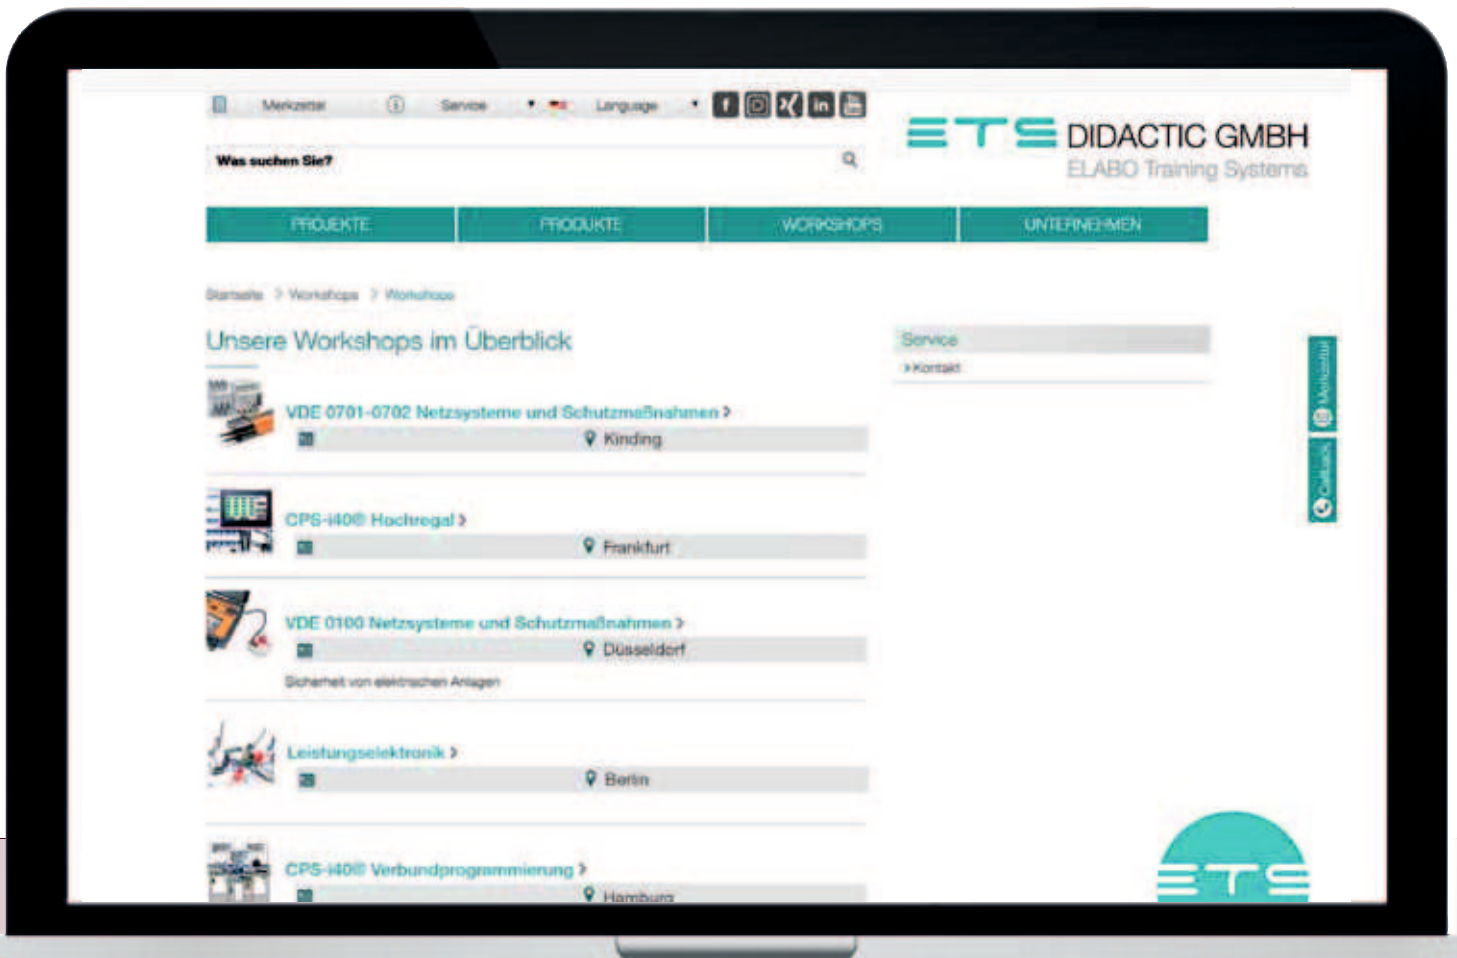 Merkzettel Service Language
ETS DIDACTIC GMBH
ELABO Training Systems
Was suchen Sie?
PROJEKTE PRODUKTE WORKSHOPS UNTERNEHMEN
Startseite > Workshops > Workshops
Unsere Workshops im Überblick
Service
> Kontakt
Merkzettel
Callback
VDE 0701-0702 Netzsysteme und Schutzmaßnahmen >
Kinding
CPS-i40® Hochregal >
Frankfurt
VDE 0100 Netzsysteme und Schutzmaßnahmen >
Düsseldorf
Sicherheit von elektrischen Anlagen
Leistungselektronik >
Berlin
CPS-i40® Verbundprogrammierung >
Hamburg
ETS